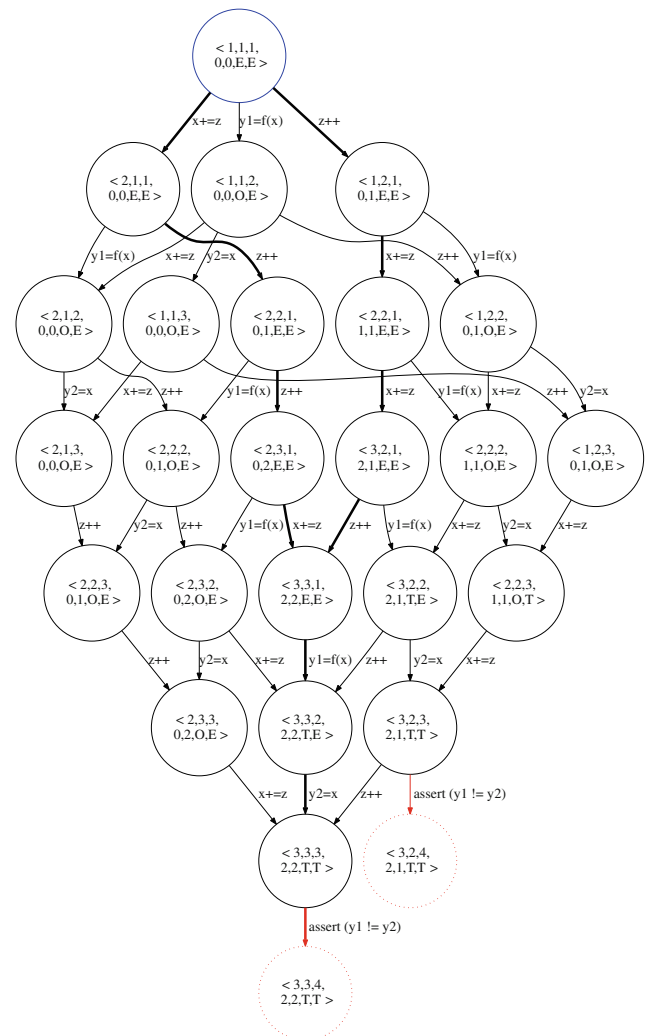 < 1,1,1,
0,0,E,E >
x+=z
y1=f(x)
z++
< 2,1,1,
0,0,E,E >
< 1,1,2,
0,0,O,E >
< 1,2,1,
0,1,E,E >
y1=f(x)
x+=z
y2=x
z++
x+=z
z++
y1=f(x)
< 2,1,2,
0,0,O,E >
< 1,1,3,
0,0,O,E >
< 2,2,1,
0,1,E,E >
< 2,2,1,
1,1,E,E >
< 1,2,2,
0,1,O,E >
y2=x
x+=z
z++
y1=f(x)
z++
x+=z
y1=f(x)
x+=z
z++
y2=x
< 2,1,3,
0,0,O,E >
< 2,2,2,
0,1,O,E >
< 2,3,1,
0,2,E,E >
< 3,2,1,
2,1,E,E >
< 2,2,2,
1,1,O,E >
< 1,2,3,
0,1,O,E >
z++
y2=x
z++
y1=f(x)
x+=z
z++
y1=f(x)
x+=z
y2=x
x+=z
< 2,2,3,
0,1,O,E >
< 2,3,2,
0,2,O,E >
< 3,3,1,
2,2,E,E >
< 3,2,2,
2,1,T,E >
< 2,2,3,
1,1,O,T >
z++
y2=x
x+=z
y1=f(x)
z++
y2=x
x+=z
< 2,3,3,
0,2,O,E >
< 3,3,2,
2,2,T,E >
< 3,2,3,
2,1,T,T >
x+=z
y2=x
z++
assert (y1 != y2)
< 3,3,3,
2,2,T,T >
< 3,2,4,
2,1,T,T >
assert (y1 != y2)
< 3,3,4,
2,2,T,T >